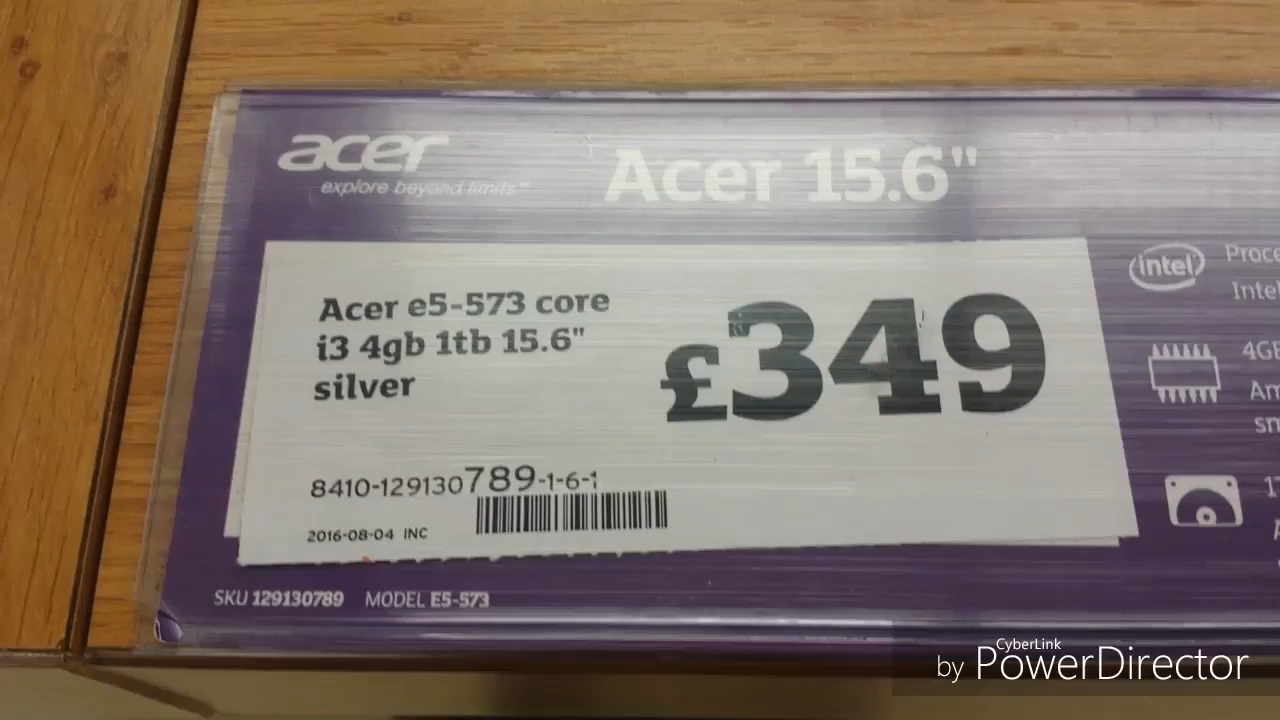 acer
explore beyond limits™
Acer 15.6"
Acer e5-573 core
i3 4gb 1tb 15.6"
silver
£349
8410-129130789-1-6-1
2016-08-04 INC
SKU 129130789 MODEL E5-573
intel
4GB
CyberLink
by PowerDirector